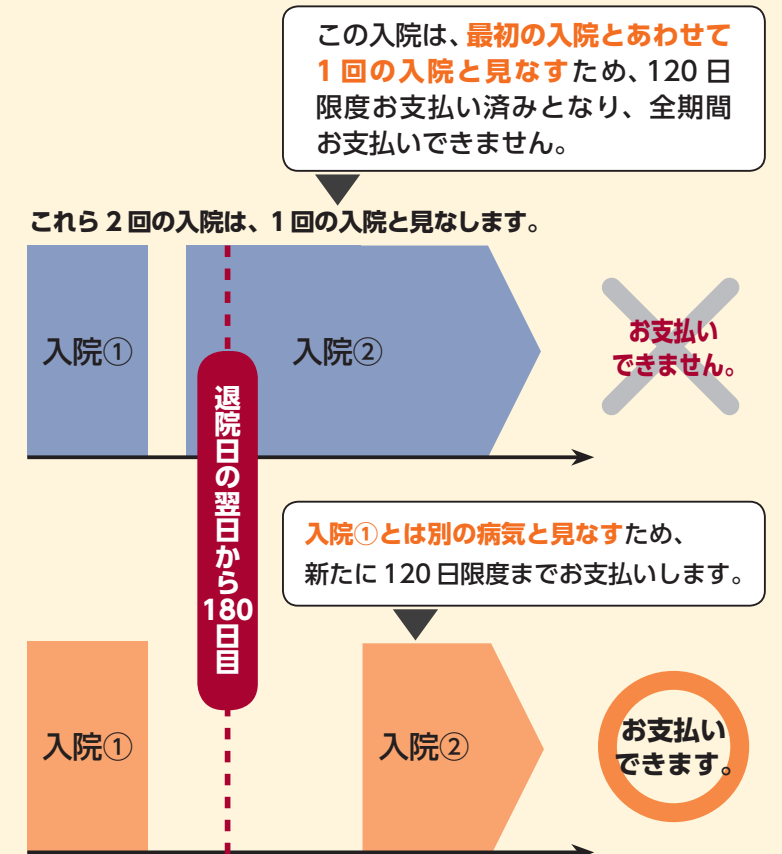 この入院は、最初の入院とあわせて
1回の入院と見なすため、120日
限度お支払い済みとなり、全期間
お支払いできません。
これら2回の入院は、1回の入院と見なします。
入院①
入院②
お支払い
できません。
退院日の翌日から180日目
入院①とは別の病気と見なすため、
新たに120日限度までお支払いします。
入院①
入院②
お支払い
できます。